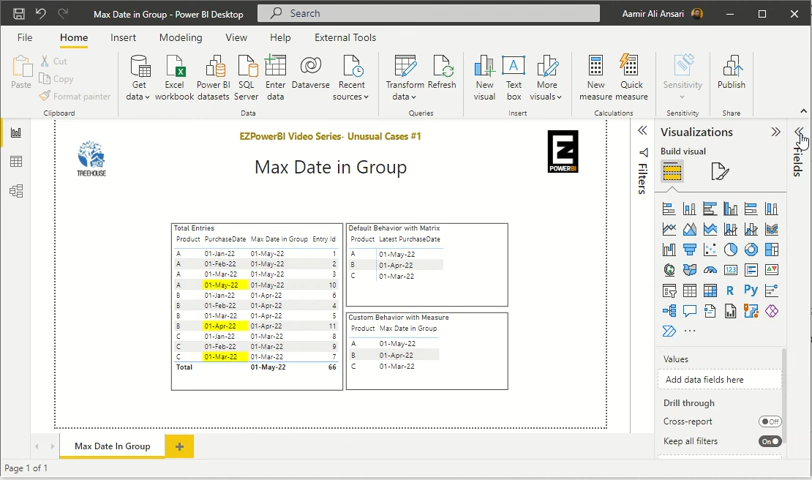 Max Date in Group - Power BI Desktop
Search
Aamir Ali Ansari
File Home Insert Modeling View Help External Tools
Paste
Cut
Copy
Format painter
Clipboard
Get data
Excel workbook
Power BI datasets
SQL Server
Enter data
Dataverse
Recent sources
Data
Transform data
Refresh
Queries
New visual
Text box
More visuals
Insert
New measure
Quick measure
Calculations
Sensitivity
Sensitivity
Publish
Share
TREEHOUSE
EZPowerBI Video Series- Unusual Cases #1
Max Date in Group
EZ
POWERBI
Total Entries
Product PurchaseDate Max Date in Group Entry Id
A 01-Jan-22 01-May-22 1
A 01-Feb-22 01-May-22 2
A 01-Mar-22 01-May-22 3
A 01-May-22 01-May-22 10
B 01-Jan-22 01-Apr-22 6
B 01-Feb-22 01-Apr-22 4
B 01-Mar-22 01-Apr-22 5
B 01-Apr-22 01-Apr-22 11
C 01-Jan-22 01-Mar-22 8
C 01-Feb-22 01-Mar-22 9
C 01-Mar-22 01-Mar-22 7
Total 01-May-22 66
Default Behavior with Matrix
Product Latest PurchaseDate
A 01-May-22
B 01-Apr-22
C 01-Mar-22
Custom Behavior with Measure
Product Max Date in Group
A 01-May-22
B 01-Apr-22
C 01-Mar-22
Filters
Visualizations
Build visual
123
R Py
Values
Add data fields here
Drill through
Cross-report Off
Keep all filters On
Fields
Max Date In Group
Page 1 of 1